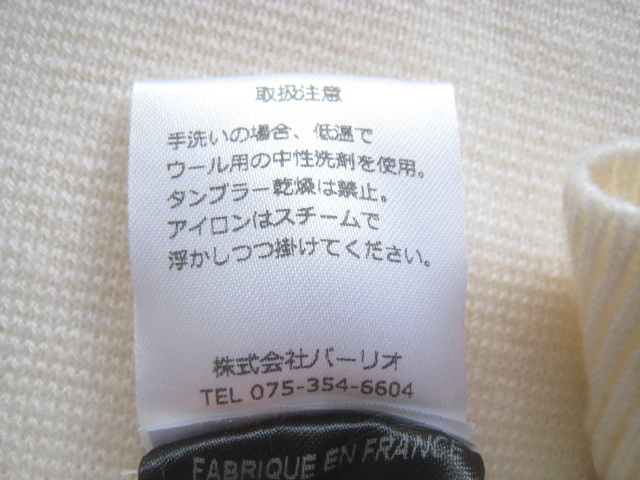 取扱注意
手洗いの場合、低温で
ウール用の中性洗剤を使用。
タンブラー乾燥は禁止。
アイロンはスチームで
浮かしつつ掛けてください。
株式会社バーリオ
TEL 075-354-6604
FABRIQUE EN FRANCE